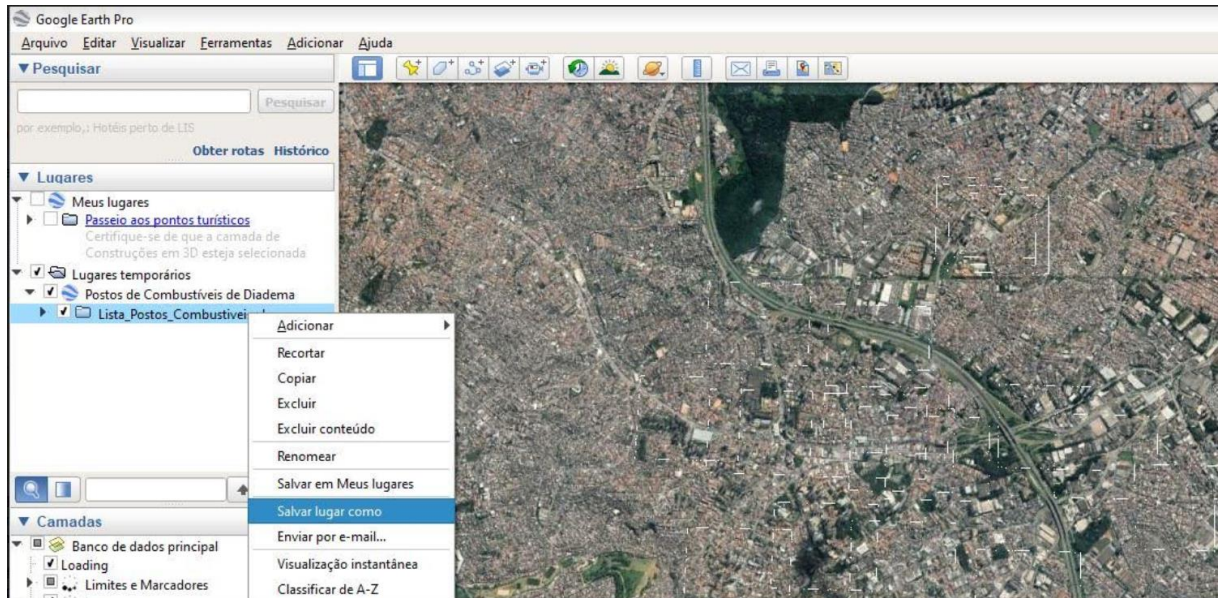 Google Earth Pro
Arquivo Editar Visualizar Ferramentas Adicionar Ajuda
Pesquisar
Pesquisar
por exemplo,: Hotéis perto de LIS
Obter rotas Histórico
Lugares
Meus lugares
Passeio aos pontos turísticos
Certifique-se de que a camada de
Construções em 3D esteja selecionada
Lugares temporários
Postos de Combustíveis de Diadema
Lista_Postos_Combustivei
Adicionar
Recortar
Copiar
Excluir
Excluir conteúdo
Renomear
Salvar em Meus lugares
Salvar lugar como
Enviar por e-mail...
Visualização instantânea
Classificar de A-Z
Camadas
Banco de dados principal
Loading
Limites e Marcadores